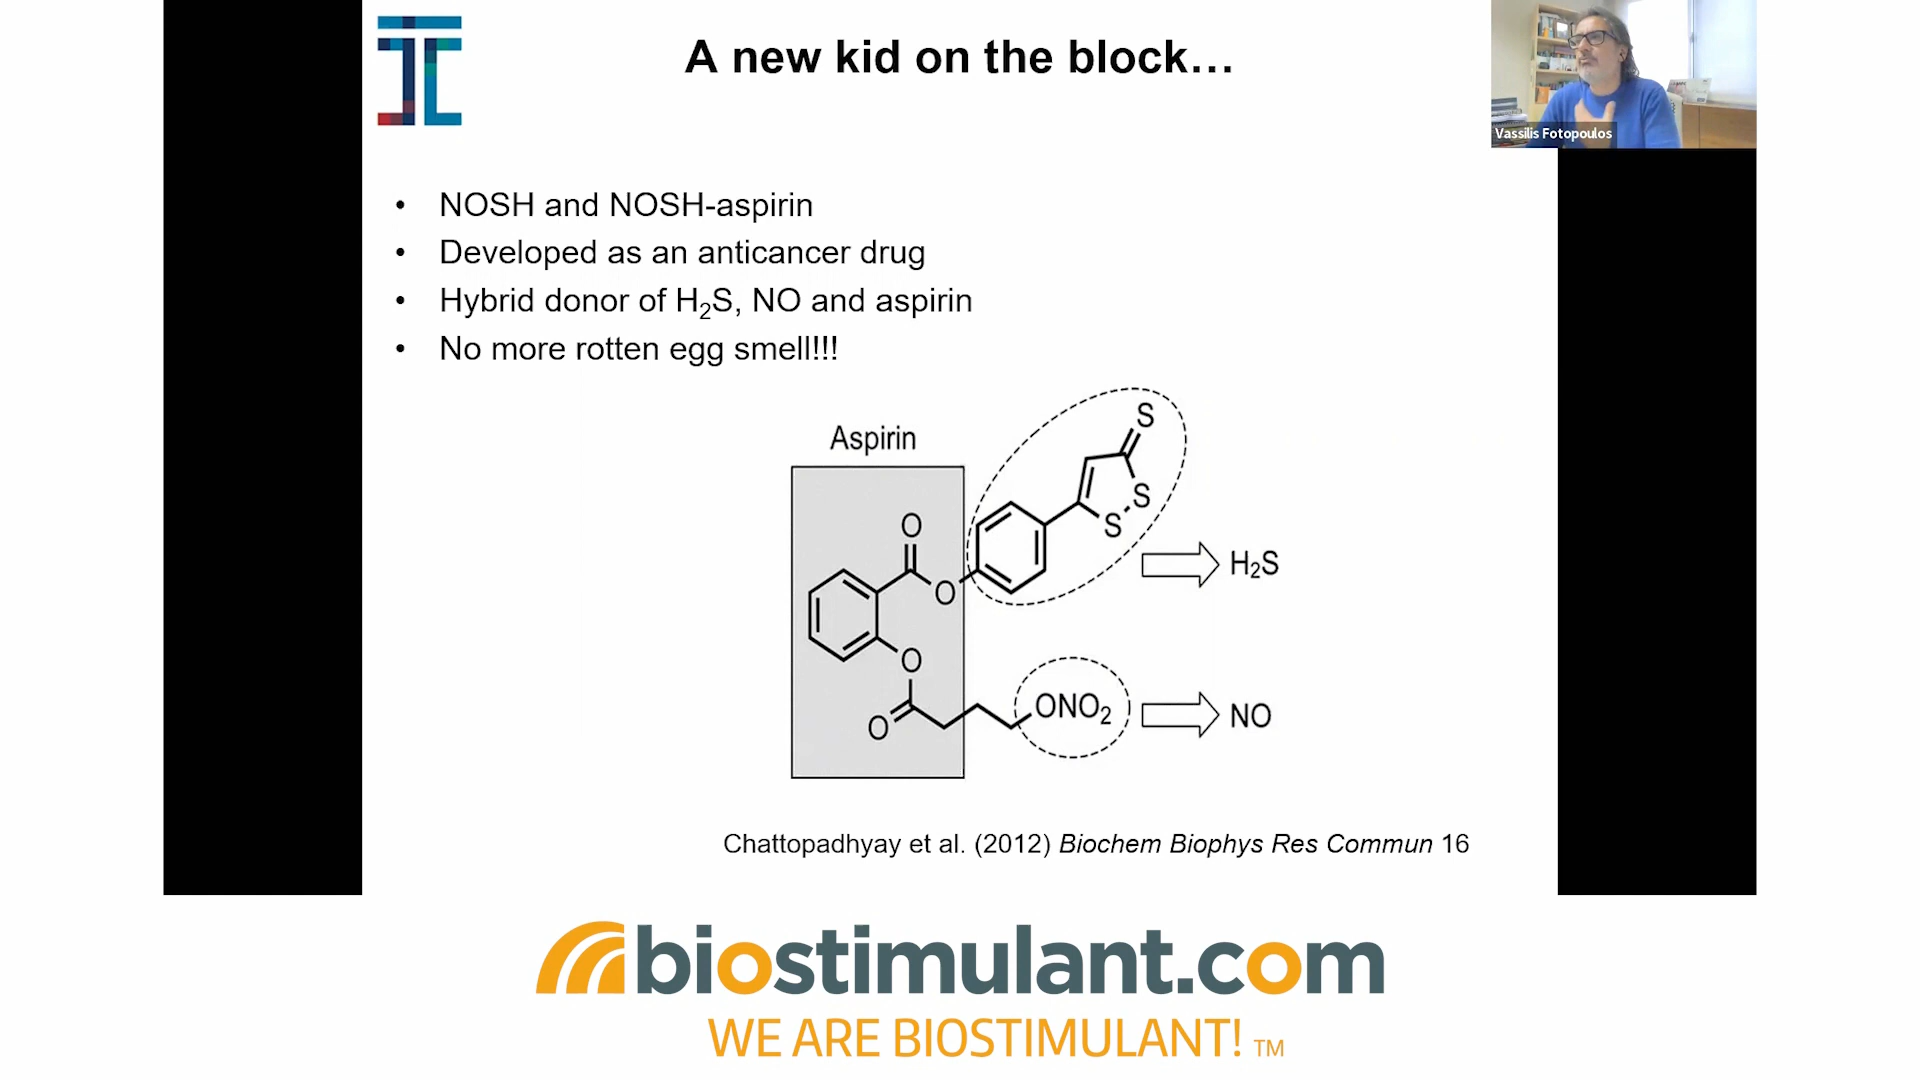 A new kid on the block…
Vassilis Fotopoulos
• NOSH and NOSH-aspirin
• Developed as an anticancer drug
• Hybrid donor of H₂S, NO and aspirin
• No more rotten egg smell!!!
Aspirin
S
S
S
O
O
H₂S
O
O
ONO₂
NO
Chattopadhyay et al. (2012) Biochem Biophys Res Commun 16
biostimulant.com
WE ARE BIOSTIMULANT! TM